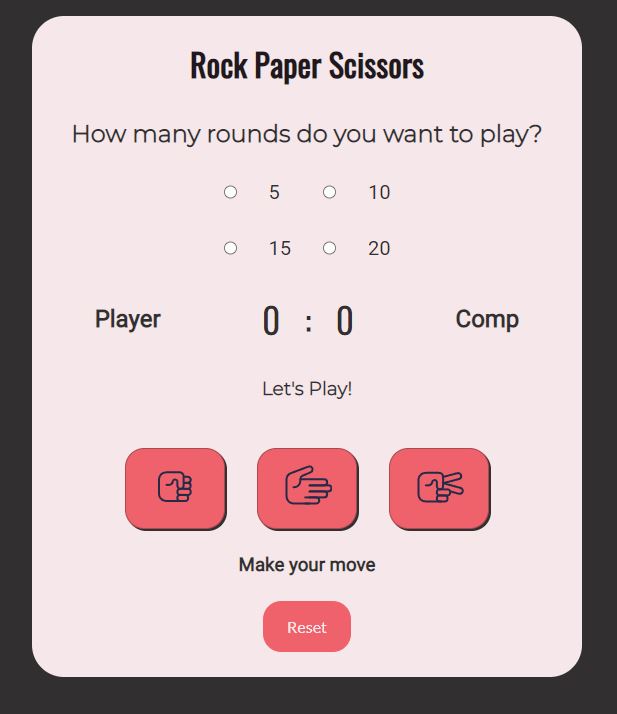 Rock Paper Scissors
How many rounds do you want to play?
5 10
15 20
Player 0 : 0 Comp
Let's Play!
Make your move
Reset